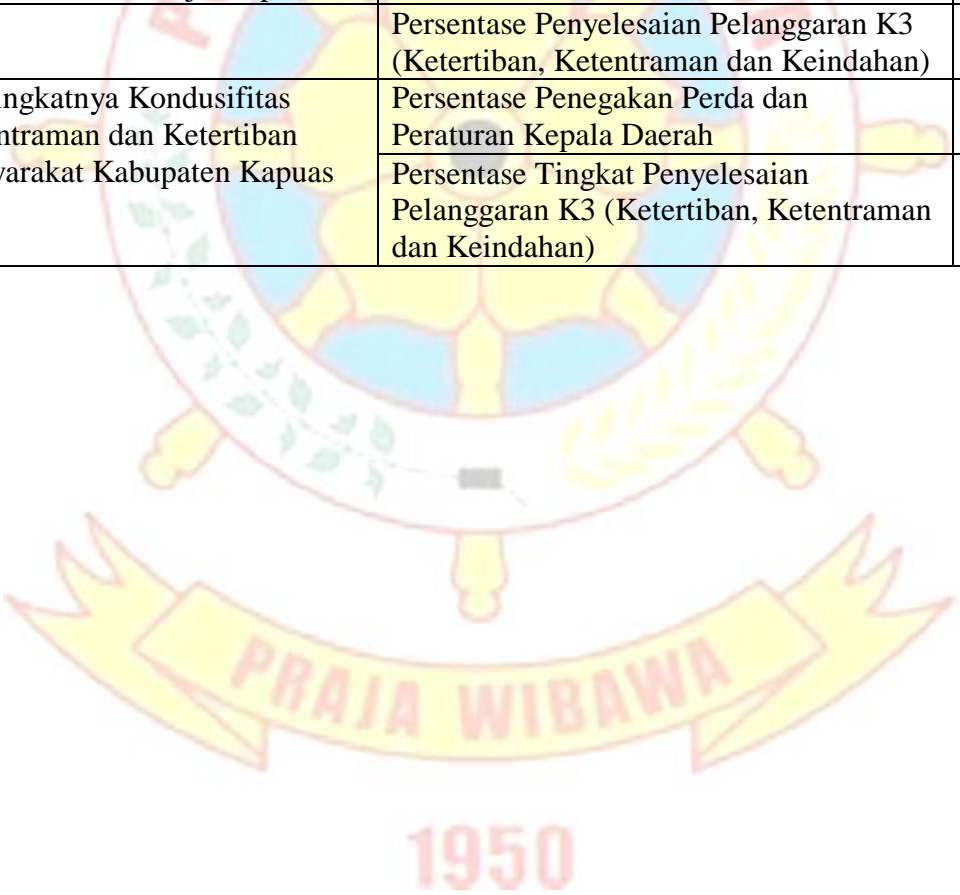 Persentase Penyelesaian Pelanggaran K3
(Ketertiban, Ketentraman dan Keindahan)
ingkatnya Kondusifitas
ntraman dan Ketertiban
yarakat Kabupaten Kapuas
Persentase Penegakan Perda dan
Peraturan Kepala Daerah
Persentase Tingkat Penyelesaian
Pelanggaran K3 (Ketertiban, Ketentraman
dan Keindahan)
PRAJA WIBAWA
1950